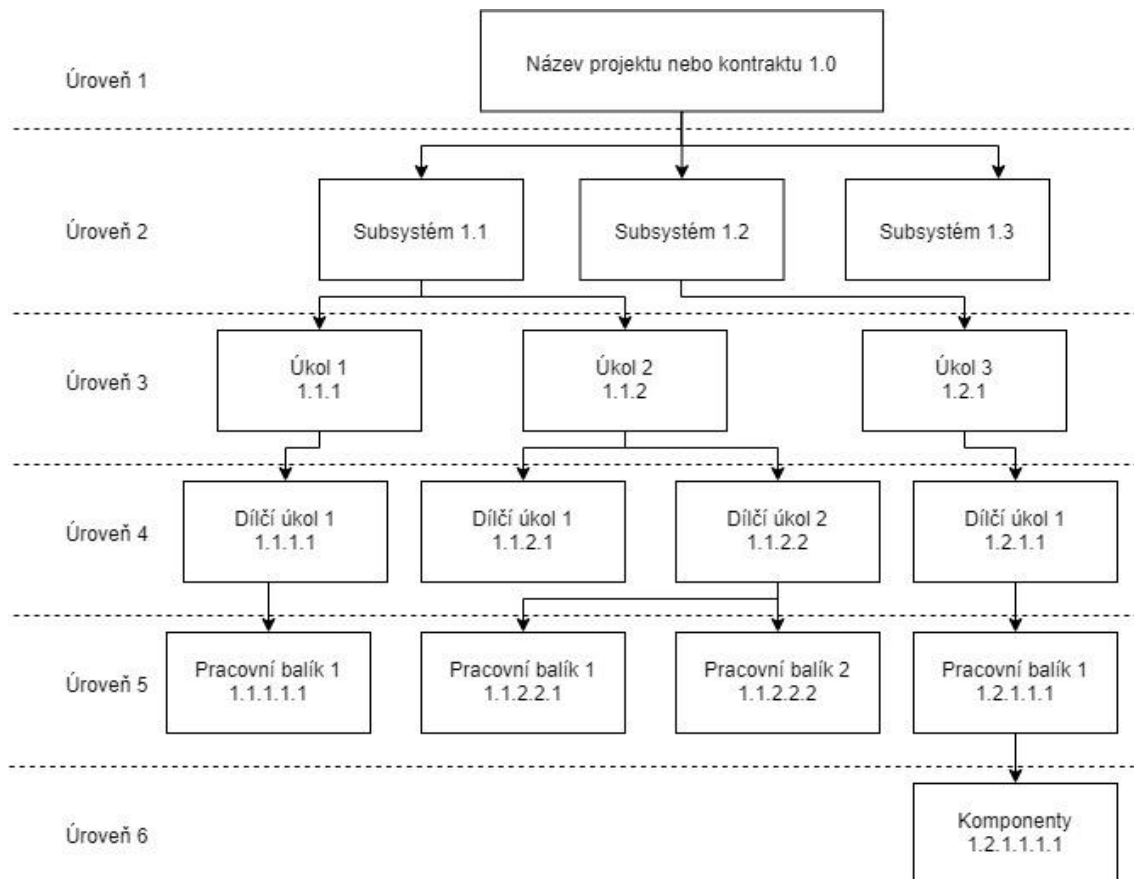 Úroveň 1
Název projektu nebo kontraktu 1.0
Úroveň 2
Subsystém 1.1
Subsystém 1.2
Subsystém 1.3
Úroveň 3
Úkol 1
1.1.1
Úkol 2
1.1.2
Úkol 3
1.2.1
Úroveň 4
Dílčí úkol 1
1.1.1.1
Dílčí úkol 1
1.1.2.1
Dílčí úkol 2
1.1.2.2
Dílčí úkol 1
1.2.1.1
Úroveň 5
Pracovní balík 1
1.1.1.1.1
Pracovní balík 1
1.1.2.2.1
Pracovní balík 2
1.1.2.2.2
Pracovní balík 1
1.2.1.1.1
Úroveň 6
Komponenty
1.2.1.1.1.1